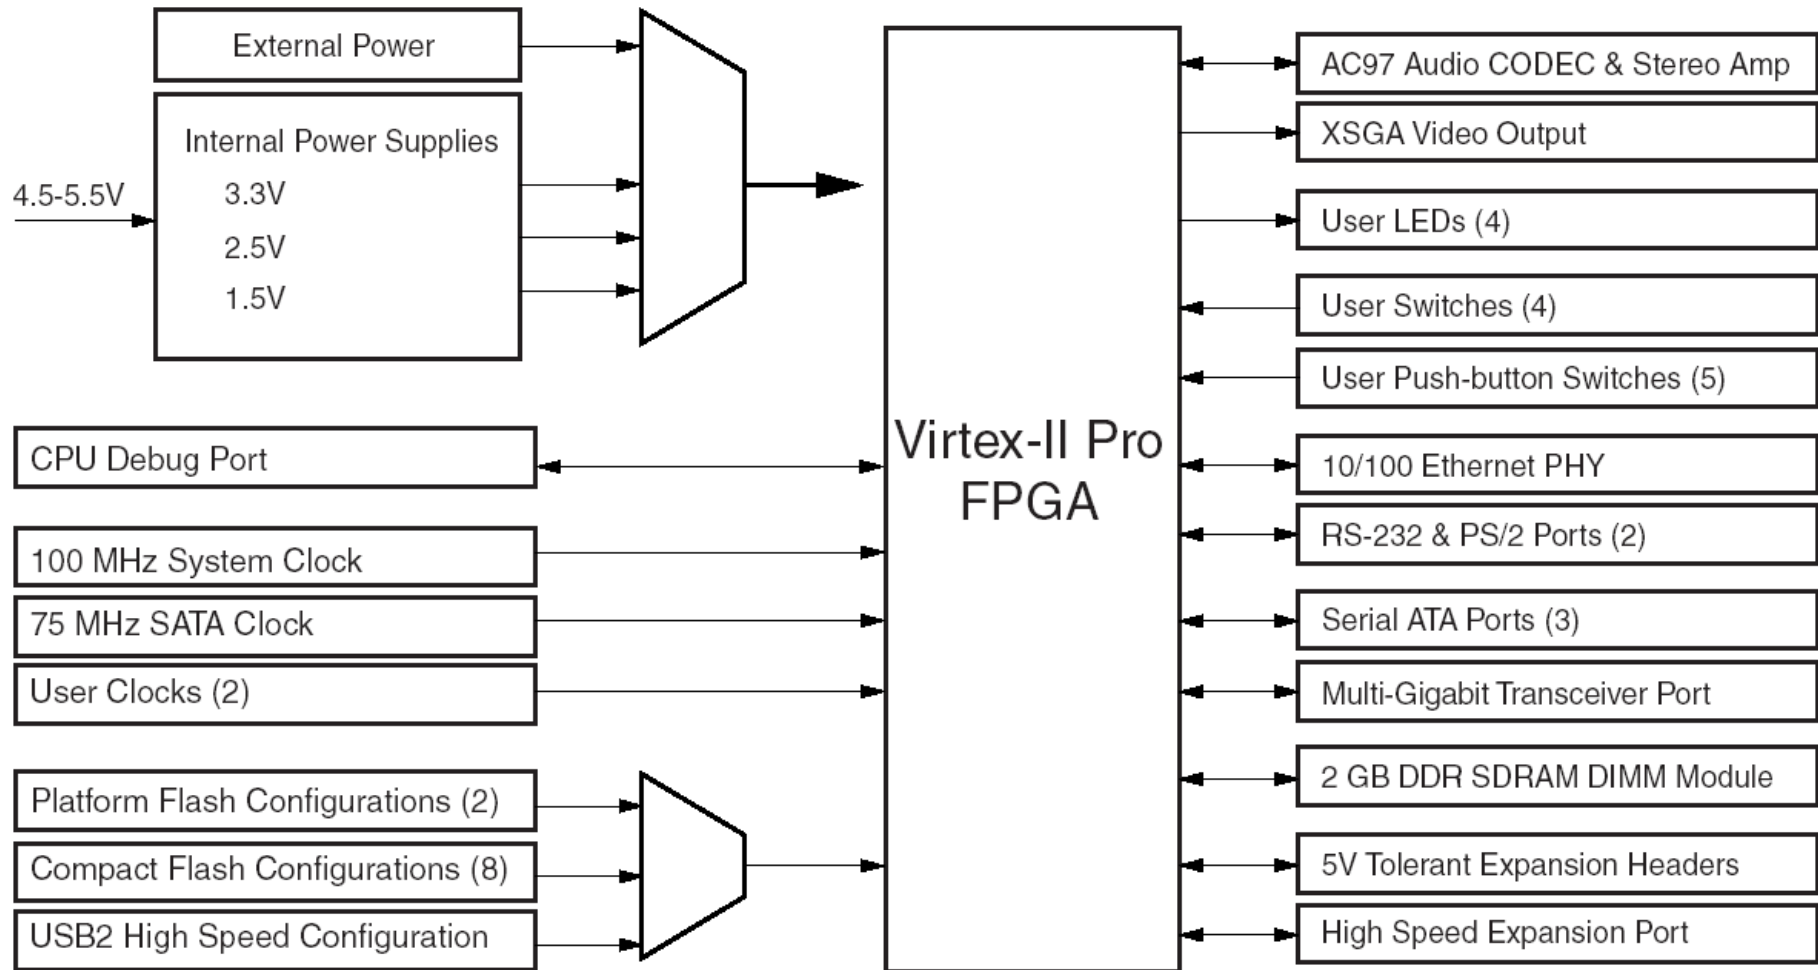 External Power
Internal Power Supplies
4.5-5.5V
3.3V
2.5V
1.5V
CPU Debug Port
100 MHz System Clock
75 MHz SATA Clock
User Clocks (2)
Platform Flash Configurations (2)
Compact Flash Configurations (8)
USB2 High Speed Configuration
Virtex-II Pro
FPGA
AC97 Audio CODEC & Stereo Amp
XSGA Video Output
User LEDs (4)
User Switches (4)
User Push-button Switches (5)
10/100 Ethernet PHY
RS-232 & PS/2 Ports (2)
Serial ATA Ports (3)
Multi-Gigabit Transceiver Port
2 GB DDR SDRAM DIMM Module
5V Tolerant Expansion Headers
High Speed Expansion Port